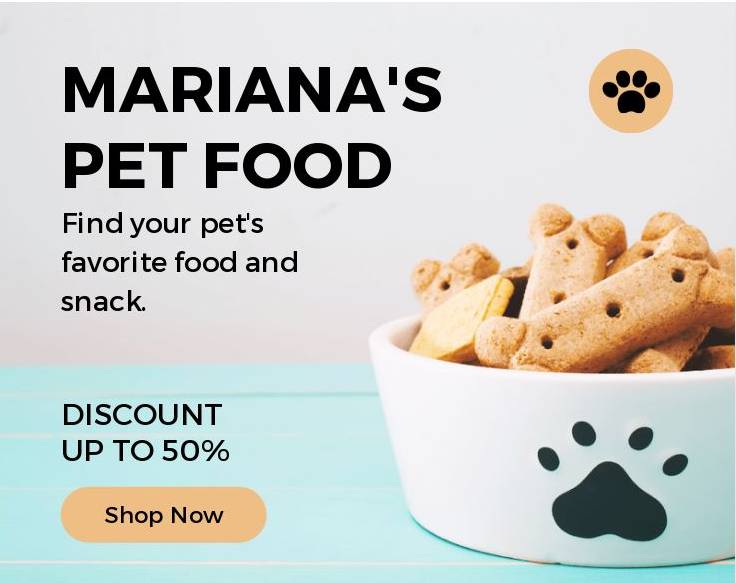 MARIANA'S
PET FOOD
Find your pet's
favorite food and
snack.
DISCOUNT
UP TO 50%
Shop Now